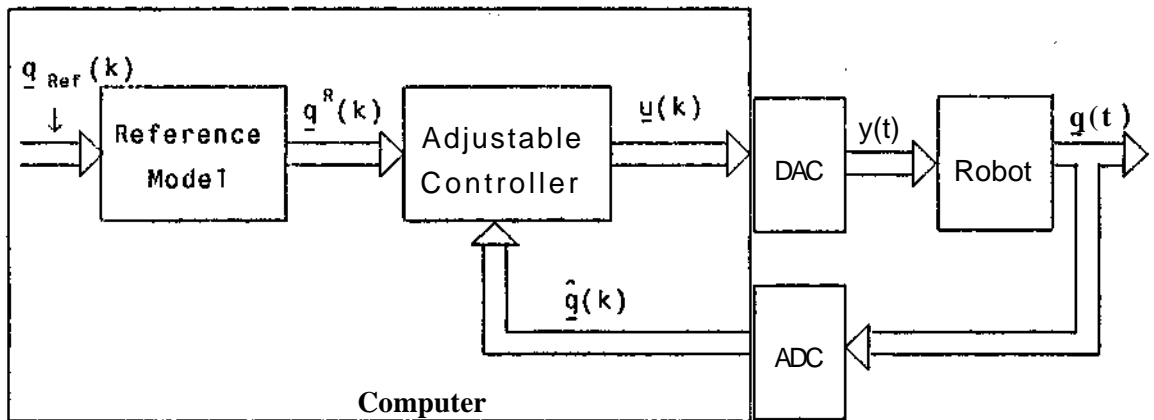 q Ref (k)
↓
Reference
Model
q^R(k)
Adjustable
Controller
u(k)
DAC
y(t)
Robot
q(t)
q̂(k)
ADC
Computer